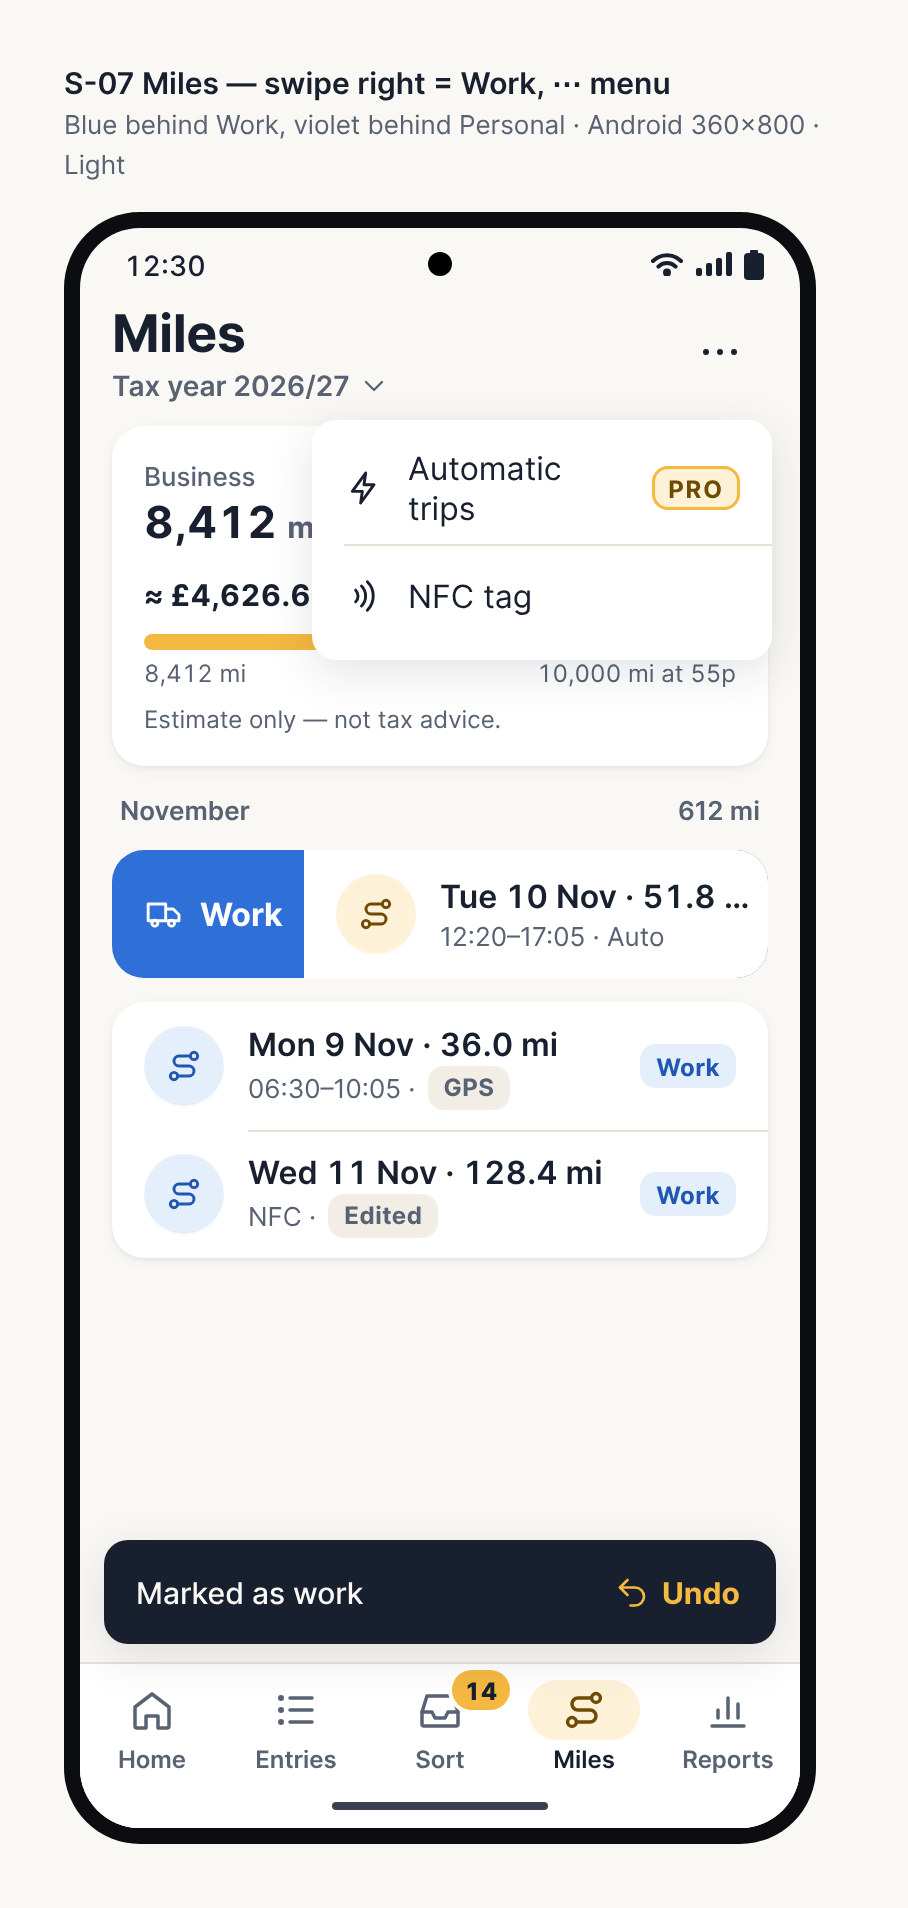 S-07 Miles — swipe right = Work, ··· menu
Blue behind Work, violet behind Personal · Android 360×800 ·
Light
12:30
Miles
Tax year 2026/27
Automatic
trips
PRO
NFC tag
Business
8,412 m
≈ £4,626.6
8,412 mi
10,000 mi at 55p
Estimate only — not tax advice.
November
612 mi
Work
Tue 10 Nov · 51.8 ...
12:20–17:05 · Auto
Mon 9 Nov · 36.0 mi
06:30–10:05 · GPS
Work
Wed 11 Nov · 128.4 mi
NFC · Edited
Work
Marked as work
Undo
14
Home
Entries
Sort
Miles
Reports